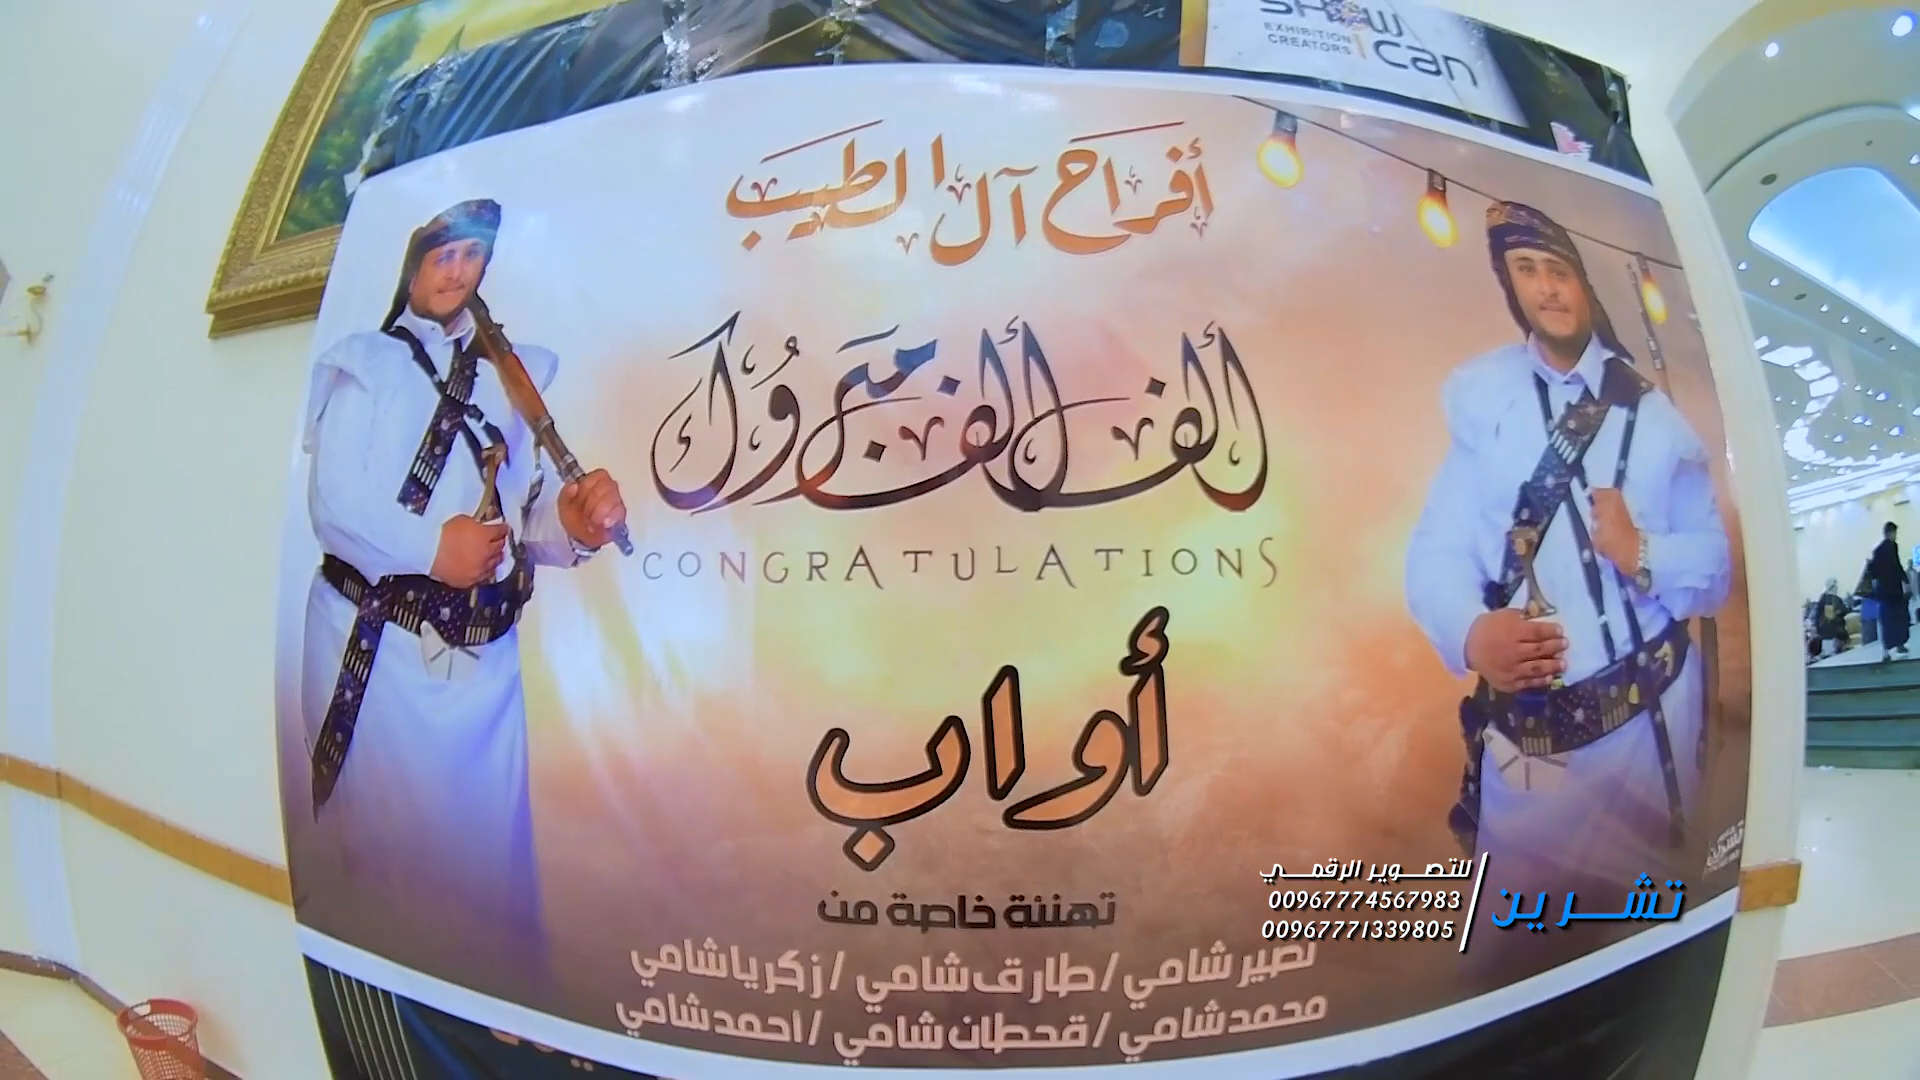 SHOW
EXHIBITION
CREATORS
I can
أفراح آل الطيب
ألف ألف مبروك
CONGRATULATIONS
أواب
تهنئة خاصة من
نصير شامي / طارق شامي / زكريا شامي
محمد شامي / قحطان شامي / أحمد شامي
تشرين
للتصوير الرقمي
00967774567983
00967771339805